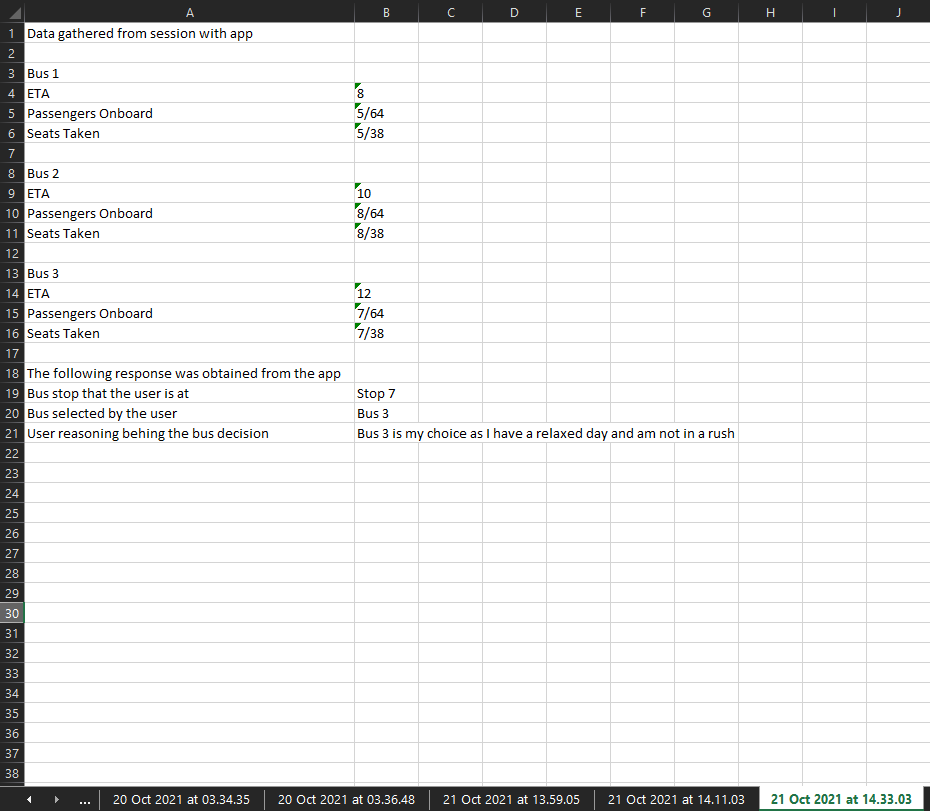 A B C D E F G H I J
1 Data gathered from session with app
2
3 Bus 1
4 ETA 8
5 Passengers Onboard 5/64
6 Seats Taken 5/38
7
8 Bus 2
9 ETA 10
10 Passengers Onboard 8/64
11 Seats Taken 8/38
12
13 Bus 3
14 ETA 12
15 Passengers Onboard 7/64
16 Seats Taken 7/38
17
18 The following response was obtained from the app
19 Bus stop that the user is at Stop 7
20 Bus selected by the user Bus 3
21 User reasoning behing the bus decision Bus 3 is my choice as I have a relaxed day and am not in a rush
22
23
24
25
26
27
28
29
30
31
32
33
34
35
36
37
38
... 20 Oct 2021 at 03.34.35 20 Oct 2021 at 03.36.48 21 Oct 2021 at 13.59.05 21 Oct 2021 at 14.11.03 21 Oct 2021 at 14.33.03